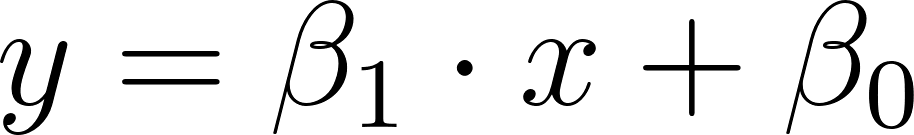 y = β₁ · x + β₀